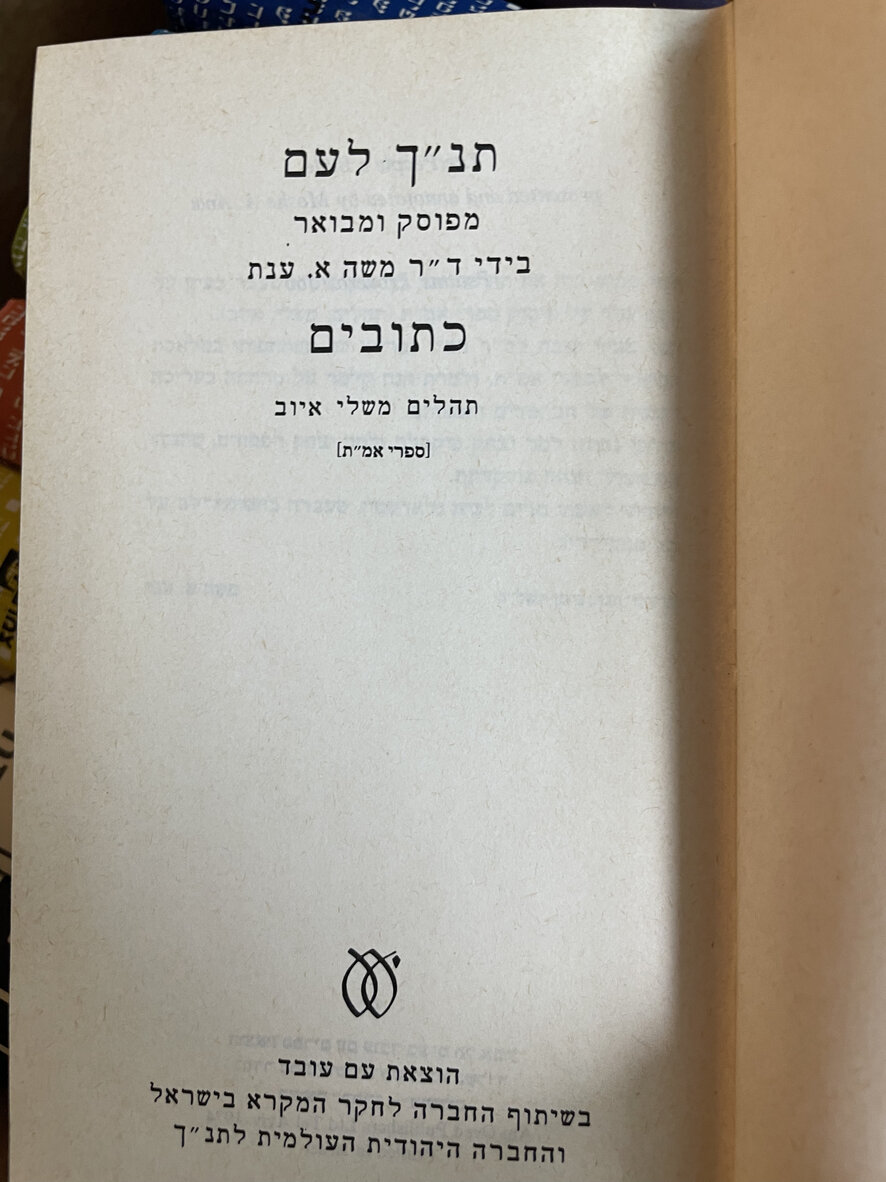 תנ״ך לעם
מפוסק ומבואר
בידי ד״ר משה א. ענת
כתובים
תהלים משלי איוב
[ספרי אמ״ת]
הוצאת עם עובד
בשיתוף החברה לחקר המקרא בישראל
והחברה היהודית העולמית לתנ״ך